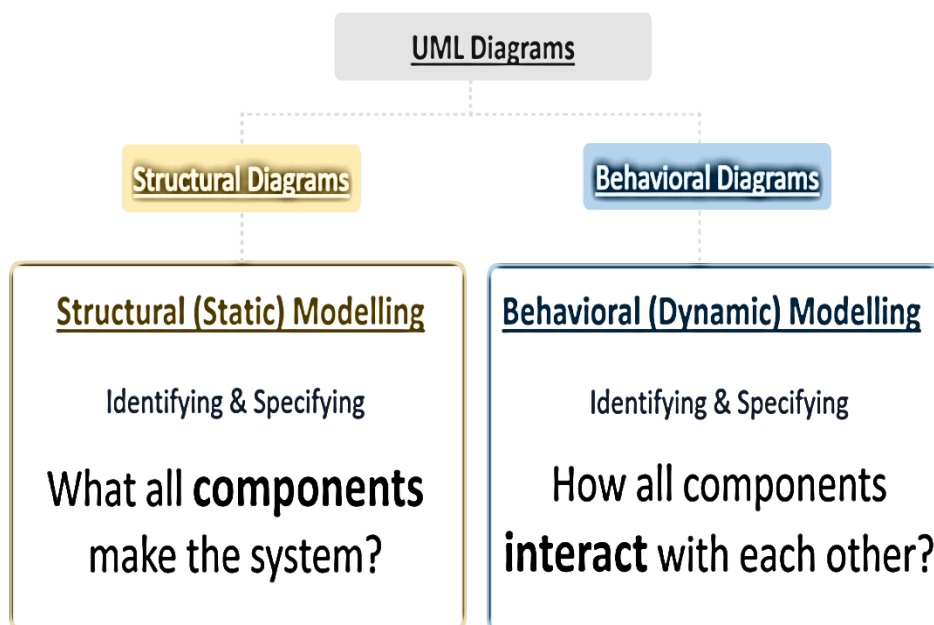 UML Diagrams
Structural Diagrams
Behavioral Diagrams
Structural (Static) Modelling
Identifying & Specifying
What all components
make the system?
Behavioral (Dynamic) Modelling
Identifying & Specifying
How all components
interact with each other?